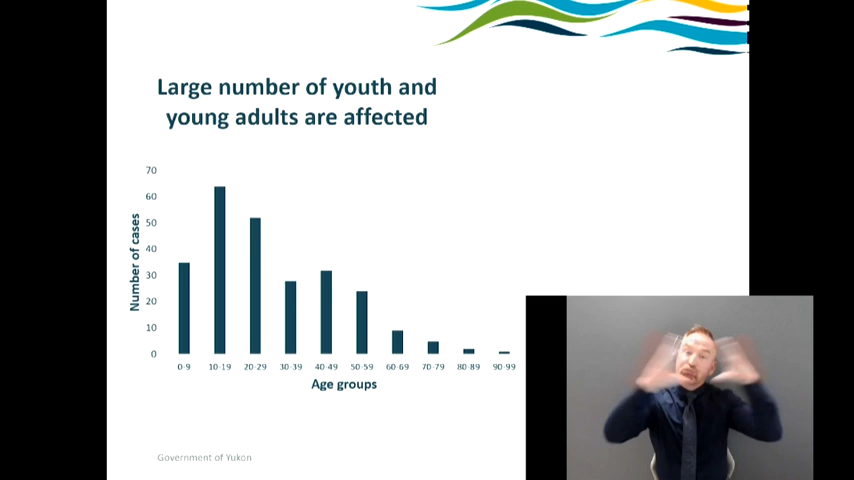 Large number of youth and
young adults are affected
70
60
50
40
30
20
10
0
Number of cases
0-9 10-19 20-29 30-39 40-49 50-59 60-69 70-79 80-89 90-99
Age groups
Government of Yukon